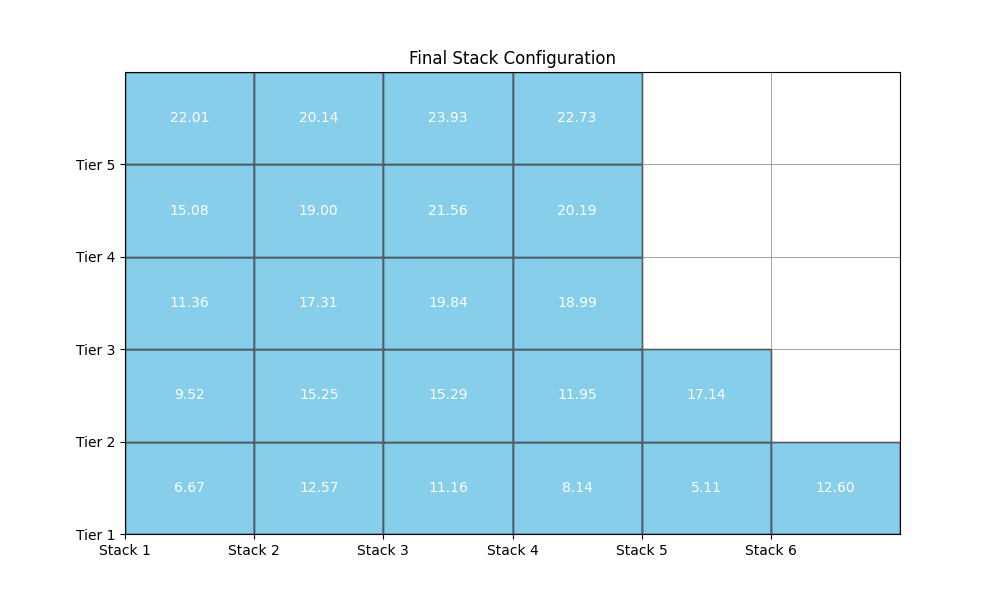 Final Stack Configuration
22.01 20.14 23.93 22.73
Tier 5
15.08 19.00 21.56 20.19
Tier 4
11.36 17.31 19.84 18.99
Tier 3
9.52 15.25 15.29 11.95 17.14
Tier 2
6.67 12.57 11.16 8.14 5.11 12.60
Tier 1
Stack 1 Stack 2 Stack 3 Stack 4 Stack 5 Stack 6